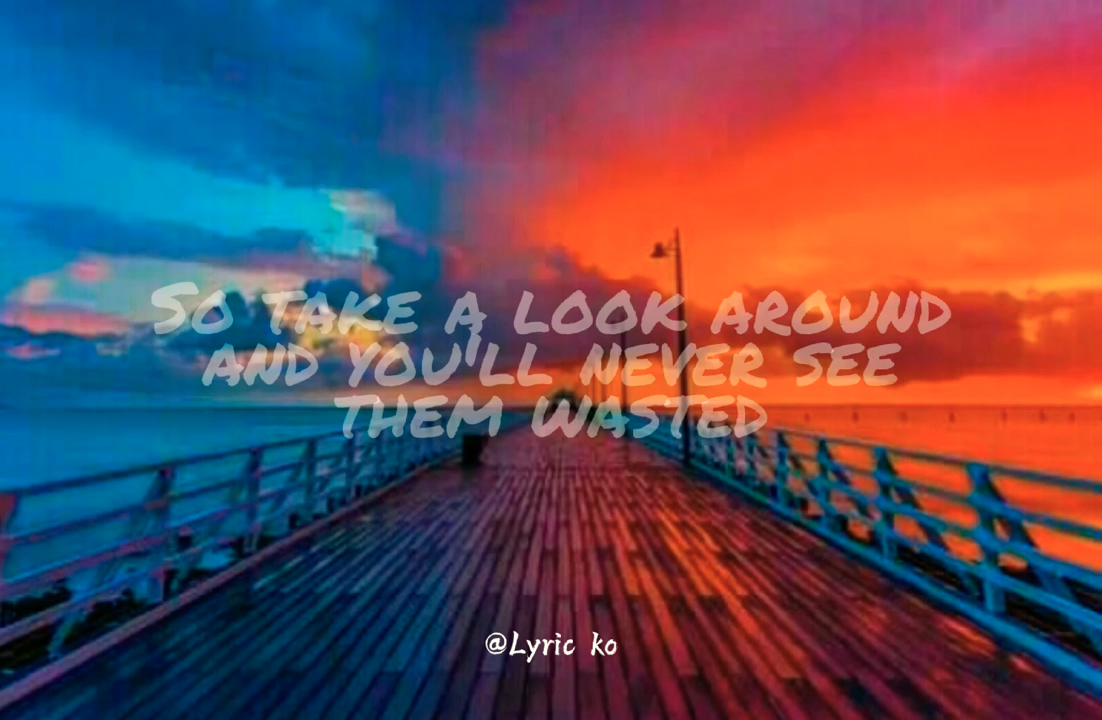 SO TAKE A LOOK AROUND
AND YOU'LL NEVER SEE
THEM WASTED
@Lyric ko